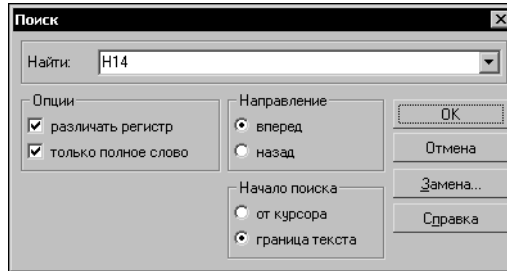 Поиск
Найти: H14
Опции
различать регистр
только полное слово
Направление
вперед
назад
Начало поиска
от курсора
граница текста
OK
Отмена
Замена...
Справка